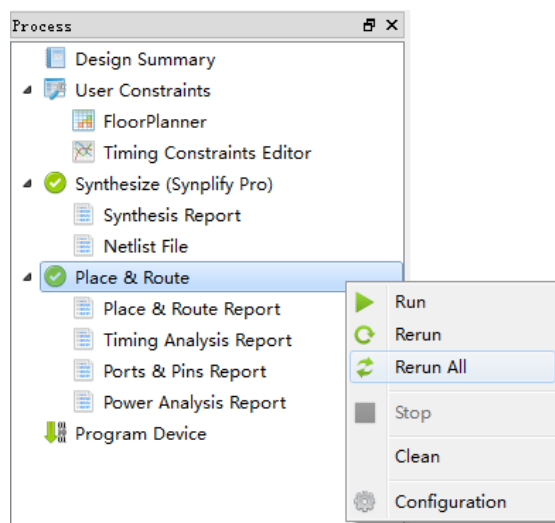 Process
Design Summary
User Constraints
FloorPlanner
Timing Constraints Editor
Synthesize (Synplify Pro)
Synthesis Report
Netlist File
Place & Route
Place & Route Report
Timing Analysis Report
Ports & Pins Report
Power Analysis Report
Program Device
Run
Rerun
Rerun All
Stop
Clean
Configuration